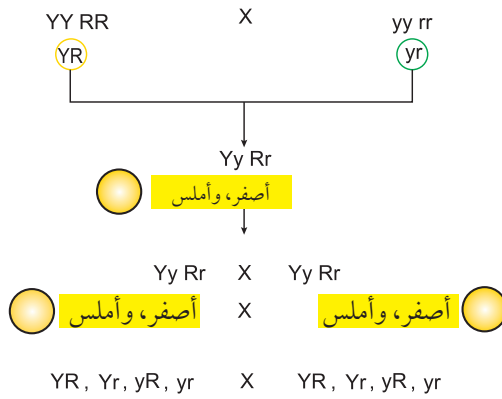 YY RR X yy rr
YR yr
Yy Rr
أصفر، وأملس
Yy Rr X Yy Rr
أصفر، وأملس X أصفر، وأملس
YR , Yr , yR , yr X YR , Yr , yR , yr